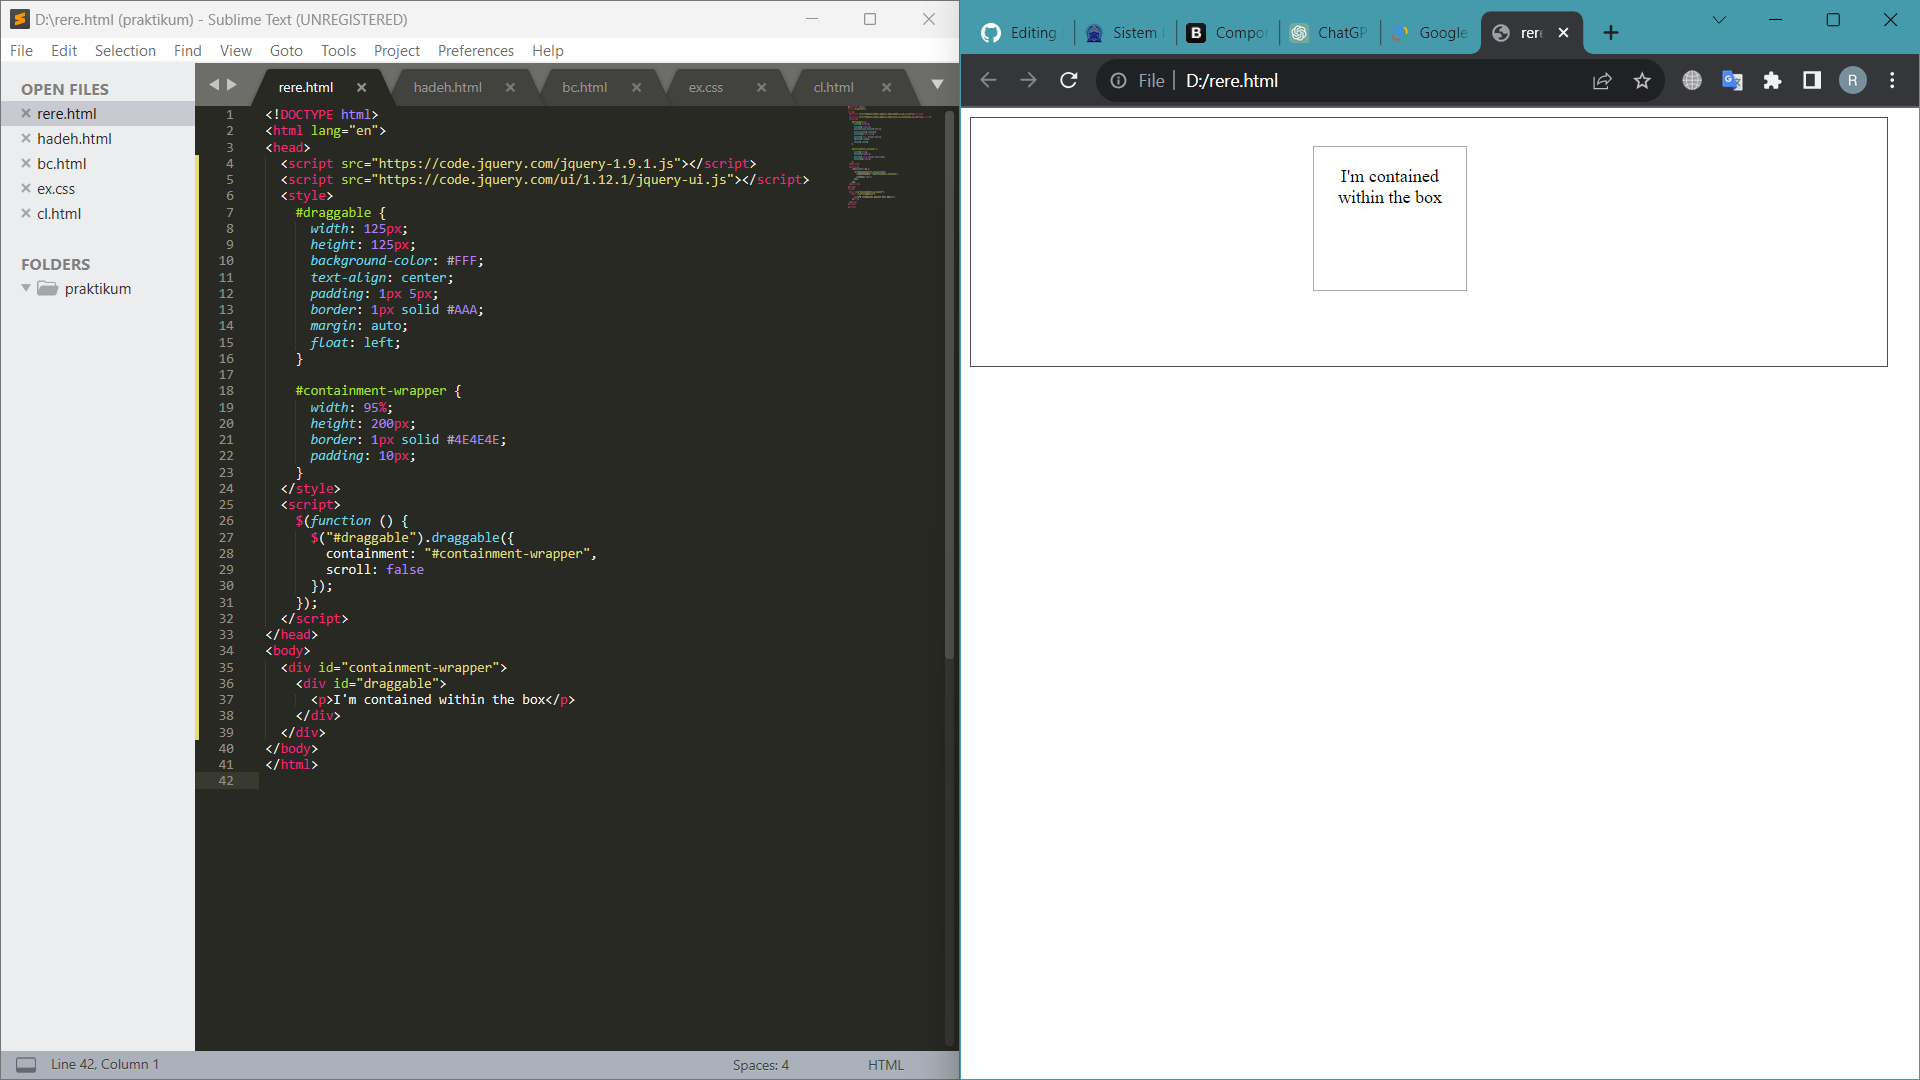 D:\rere.html (praktikum) - Sublime Text (UNREGISTERED)
File Edit Selection Find View Goto Tools Project Preferences Help
OPEN FILES
rere.html
hadeh.html
bc.html
ex.css
cl.html
FOLDERS
praktikum
rere.html hadeh.html bc.html ex.css cl.html
1 <!DOCTYPE html>
2 <html lang="en">
3 <head>
4 <script src="https://code.jquery.com/jquery-1.9.1.js"></script>
5 <script src="https://code.jquery.com/ui/1.12.1/jquery-ui.js"></script>
6 <style>
7 #draggable {
8 width: 125px;
9 height: 125px;
10 background-color: #FFF;
11 text-align: center;
12 padding: 1px 5px;
13 border: 1px solid #AAA;
14 margin: auto;
15 float: left;
16 }
17
18 #containment-wrapper {
19 width: 95%;
20 height: 200px;
21 border: 1px solid #4E4E4E;
22 padding: 10px;
23 }
24 </style>
25 <script>
26 $(function () {
27 $("#draggable").draggable({
28 containment: "#containment-wrapper",
29 scroll: false
30 });
31 });
32 </script>
33 </head>
34 <body>
35 <div id="containment-wrapper">
36 <div id="draggable">
37 <p>I'm contained within the box</p>
38 </div>
39 </div>
40 </body>
41 </html>
42
Line 42, Column 1 Spaces: 4 HTML
Editing Sistem B Compo ChatGP Google rere
File D:/rere.html R
I'm contained
within the box